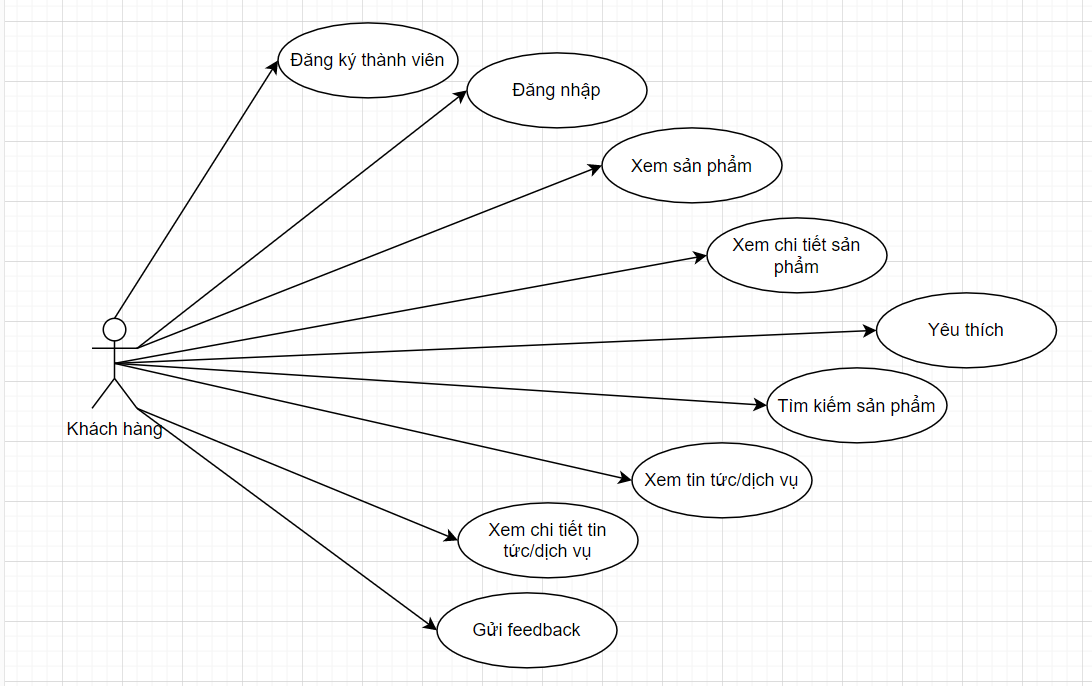 Đăng ký thành viên
Đăng nhập
Xem sản phẩm
Xem chi tiết sản
phẩm
Yêu thích
Tìm kiếm sản phẩm
Khách hàng
Xem tin tức/dịch vụ
Xem chi tiết tin
tức/dịch vụ
Gửi feedback